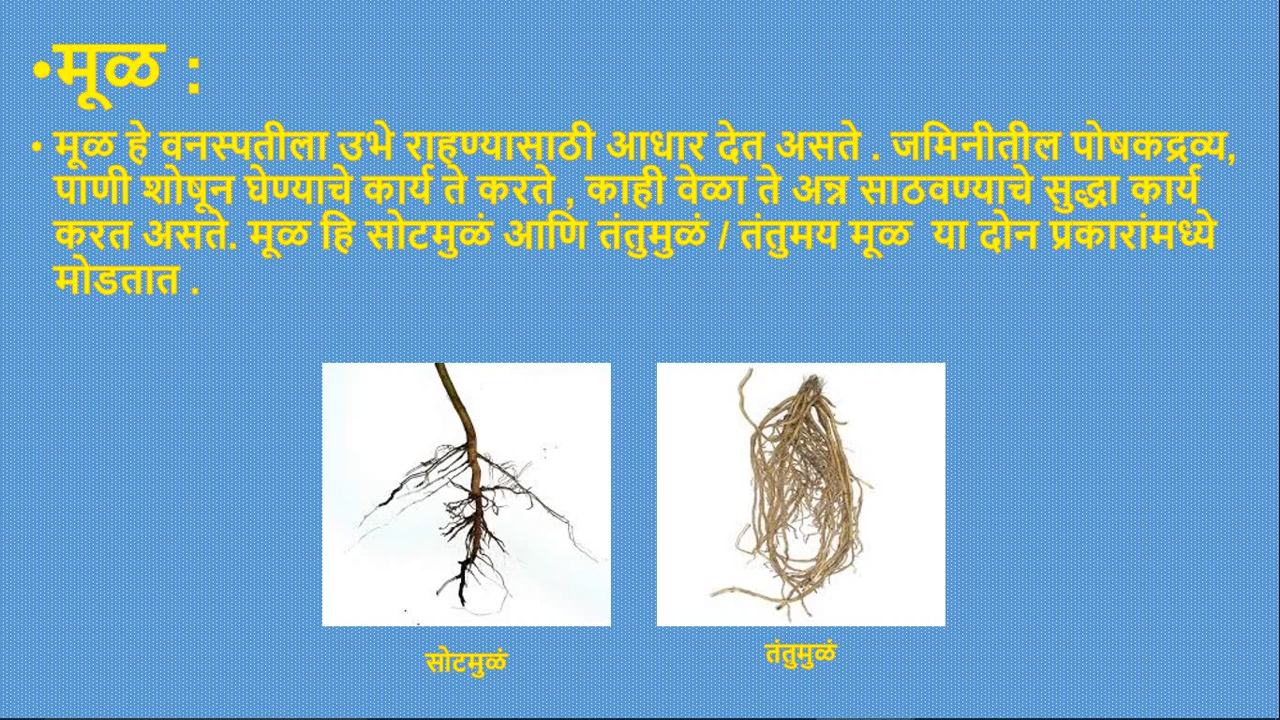 •मूळ :
• मूळ हे वनस्पतीला उभे राहण्यासाठी आधार देत असते . जमिनीतील पोषकद्रव्य,
पाणी शोषून घेण्याचे कार्य ते करते , काही वेळा ते अन्न साठवण्याचे सुद्धा कार्य
करत असते. मूळ हि सोटमुळं आणि तंतुमुळं / तंतुमय मूळ या दोन प्रकारांमध्ये
मोडतात .
सोटमुळं
तंतुमुळं